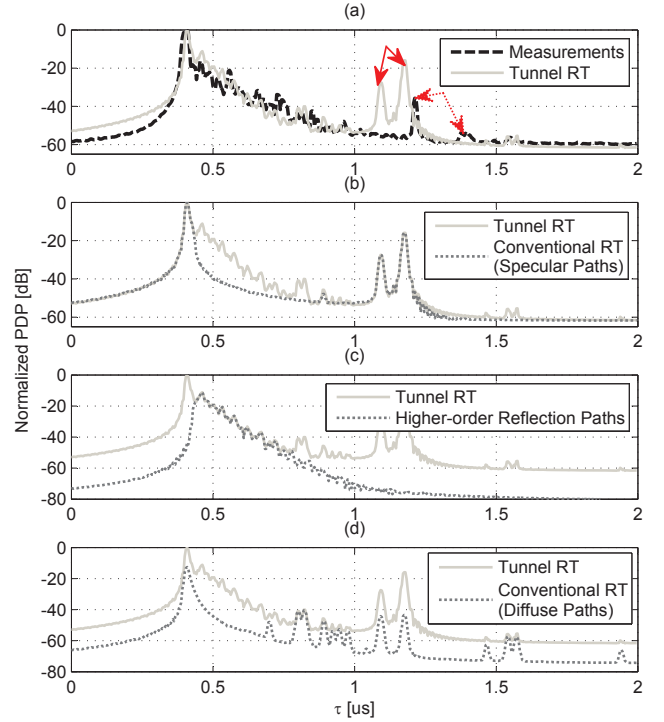 (a)
0
-20
-40
-60
Measurements
Tunnel RT
0
0.5
1
1.5
2
(b)
0
-20
-40
-60
Tunnel RT
Conventional RT
(Specular Paths)
0
0.5
1
1.5
2
Normalized PDP [dB]
(c)
0
-20
-40
-60
-80
Tunnel RT
Higher-order Reflection Paths
0
0.5
1
1.5
2
(d)
0
-20
-40
-60
-80
Tunnel RT
Conventional RT
(Diffuse Paths)
0
0.5
1
1.5
2
τ [us]